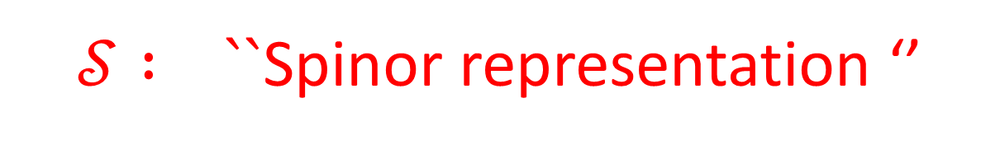 𝒮 : ``Spinor representation ‘’